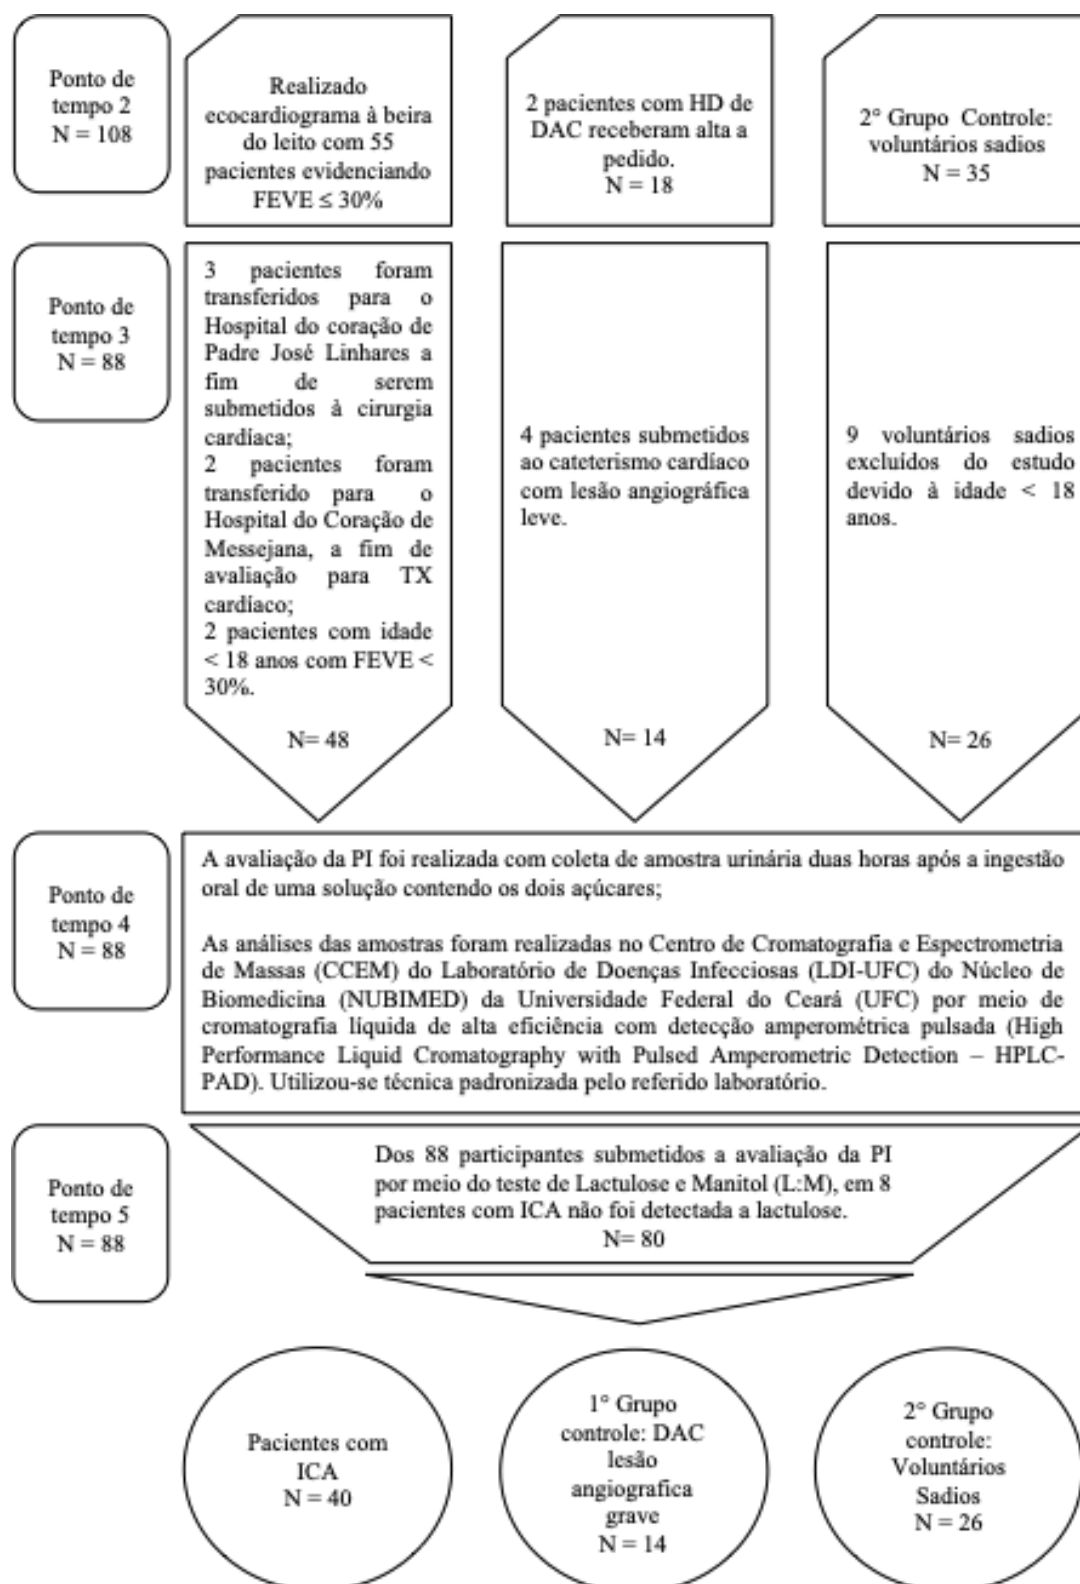 Ponto de
tempo 2
N = 108
Realizado
ecocardiograma à beira
do leito com 55
pacientes evidenciando
FEVE ≤ 30%
2 pacientes com HD de
DAC receberam alta a
pedido.
N = 18
2° Grupo Controle:
voluntários sadios
N = 35
Ponto de
tempo 3
N = 88
3 pacientes foram
transferidos para o
Hospital do coração de
Padre José Linhares a
fim de serem
submetidos à cirurgia
cardíaca;
2 pacientes foram
transferido para o
Hospital do Coração de
Messejana, a fim de
avaliação para TX
cardíaco;
2 pacientes com idade
< 18 anos com FEVE <
30%.
N= 48
4 pacientes submetidos
ao cateterismo cardíaco
com lesão angiográfica
leve.
N= 14
9 voluntários sadios
excluídos do estudo
devido à idade < 18
anos.
N= 26
Ponto de
tempo 4
N = 88
A avaliação da PI foi realizada com coleta de amostra urinária duas horas após a ingestão
oral de uma solução contendo os dois açúcares;
As análises das amostras foram realizadas no Centro de Cromatografia e Espectrometria
de Massas (CCEM) do Laboratório de Doenças Infecciosas (LDI-UFC) do Núcleo de
Biomedicina (NUBIMED) da Universidade Federal do Ceará (UFC) por meio de
cromatografia líquida de alta eficiência com detecção amperométrica pulsada (High
Performance Liquid Cromatography with Pulsed Amperometric Detection – HPLC-
PAD). Utilizou-se técnica padronizada pelo referido laboratório.
Ponto de
tempo 5
N = 88
Dos 88 participantes submetidos a avaliação da PI
por meio do teste de Lactulose e Manitol (L:M), em 8
pacientes com ICA não foi detectada a lactulose.
N= 80
Pacientes com
ICA
N = 40
1° Grupo
controle: DAC
lesão
angiografica
grave
N = 14
2° Grupo
controle:
Voluntários
Sadios
N = 26